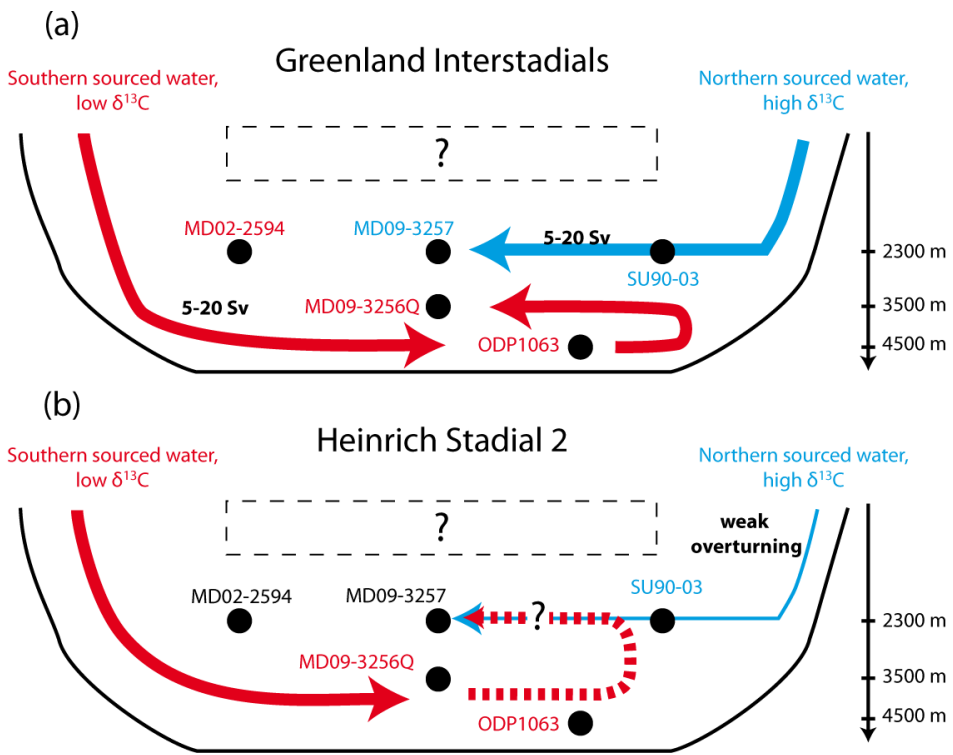 (a)
Greenland Interstadials
Southern sourced water,
low δ¹³C
Northern sourced water,
high δ¹³C
?
MD02-2594
MD09-3257
5-20 Sv
SU90-03
2300 m
5-20 Sv
MD09-3256Q
3500 m
ODP1063
4500 m
(b)
Heinrich Stadial 2
Southern sourced water,
low δ¹³C
Northern sourced water,
high δ¹³C
?
weak
overturning
MD02-2594
MD09-3257
SU90-03
?
2300 m
MD09-3256Q
3500 m
ODP1063
4500 m